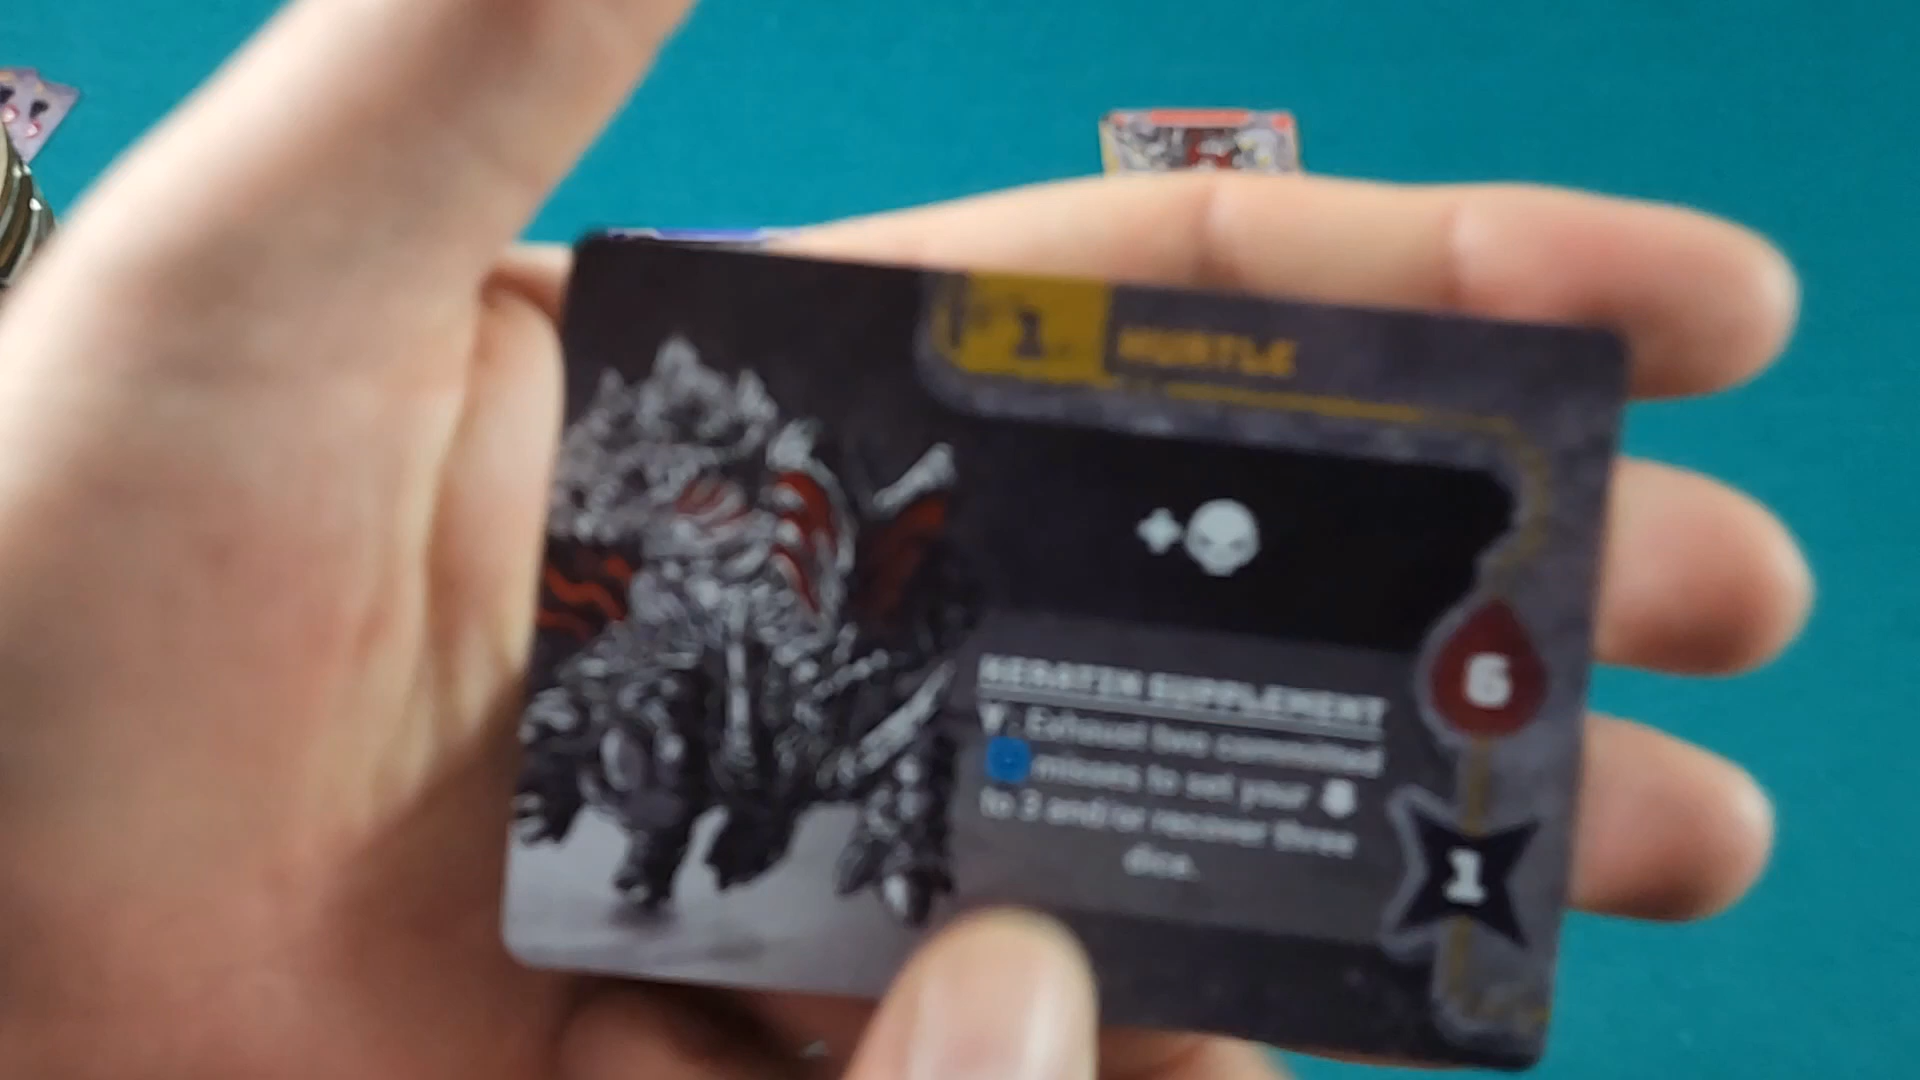 1
HURTLE
6
KERATIN SUPPLEMENT
: Exhaust two committed
misses to set your
to 3 and/or recover three
dice.
1